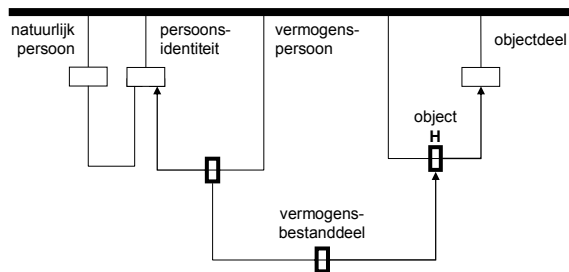 natuurlijk
persoon
persoons-
identiteit
vermogens-
persoon
objectdeel
object
H
vermogens-
bestanddeel